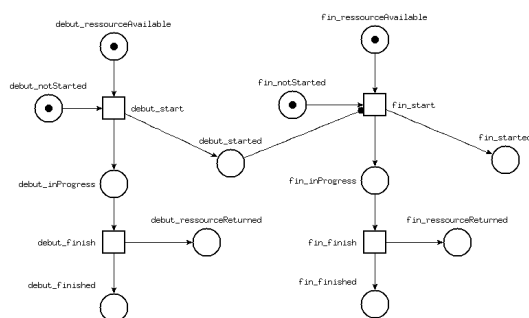 debut_ressourceAvailable
fin_ressourceAvailable
debut_notStarted
fin_notStarted
debut_start
fin_start
debut_started
fin_started
debut_inProgress
fin_inProgress
debut_ressourceReturned
fin_ressourceReturned
debut_finish
fin_finish
debut_finished
fin_finished